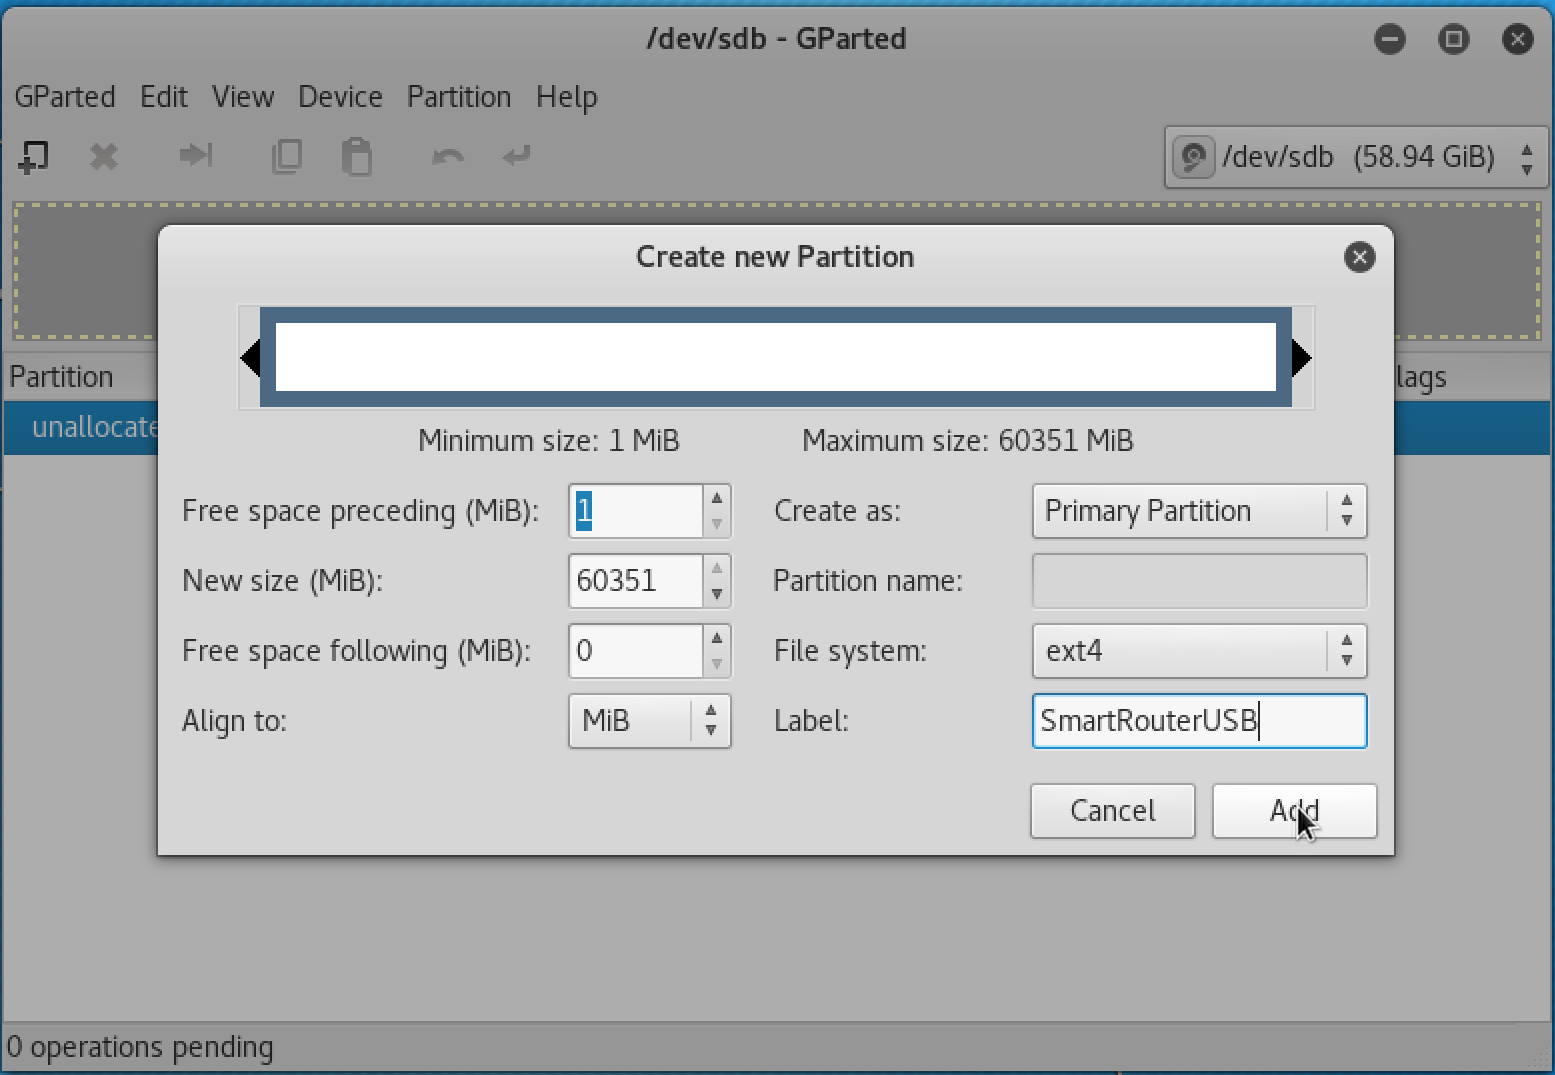 /dev/sdb - GParted
GParted Edit View Device Partition Help
/dev/sdb (58.94 GiB)
Create new Partition
Partition
lags
unallocate
Minimum size: 1 MiB Maximum size: 60351 MiB
Free space preceding (MiB): 1 Create as: Primary Partition
New size (MiB): 60351 Partition name:
Free space following (MiB): 0 File system: ext4
Align to: MiB Label: SmartRouterUSB
Cancel Add
0 operations pending